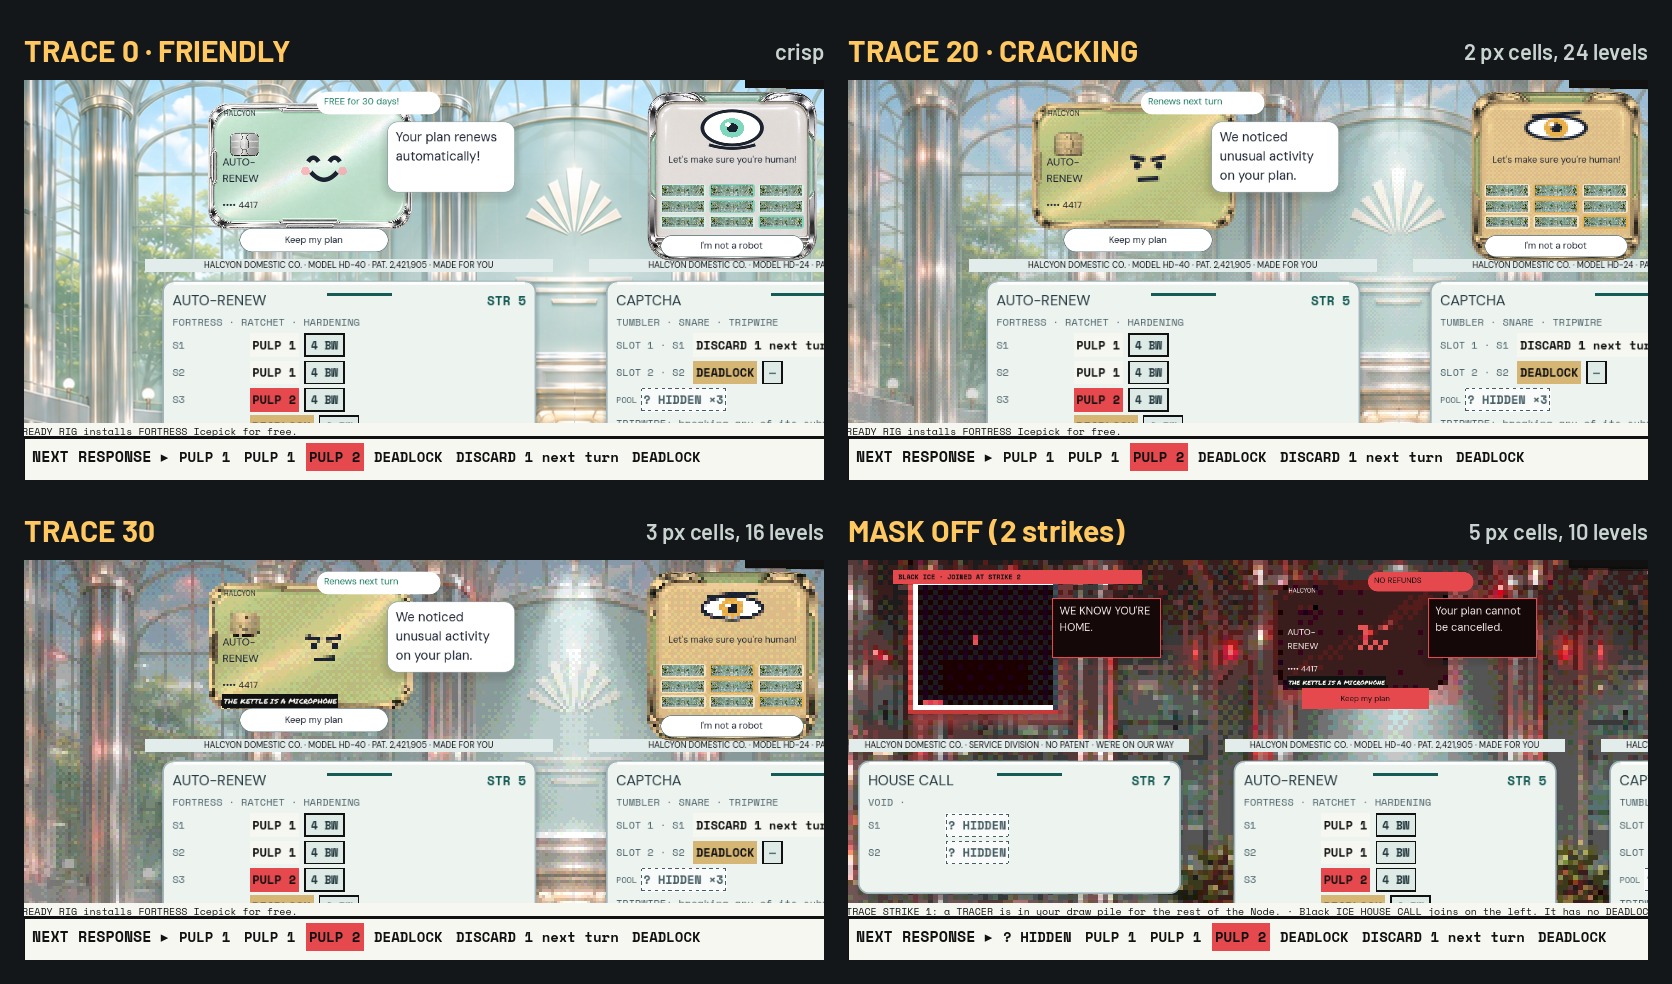 TRACE 0 · FRIENDLY
crisp
FREE for 30 days!
HALCYON
Your plan renews
automatically!
AUTO-
RENEW
•••• 4417
Keep my plan
Let's make sure you're human!
I'm not a robot
HALCYON DOMESTIC CO. · MODEL HD-40 · PAT. 2,421,905 · MADE FOR YOU
HALCYON DOMESTIC CO. · MODEL HD-24 · PA
AUTO-RENEW STR 5
FORTRESS · RATCHET · HARDENING
S1 PULP 1 4 BW
S2 PULP 1 4 BW
S3 PULP 2 4 BW
CAPTCHA
TUMBLER · SNARE · TRIPWIRE
SLOT 1 · S1 DISCARD 1 next tur
SLOT 2 · S2 DEADLOCK —
POOL ? HIDDEN ×3
READY RIG installs FORTRESS Icepick for free.
NEXT RESPONSE ▸ PULP 1 PULP 1 PULP 2 DEADLOCK DISCARD 1 next turn DEADLOCK
TRACE 20 · CRACKING
2 px cells, 24 levels
Renews next turn
HALCYON
We noticed
unusual activity
on your plan.
AUTO-
RENEW
•••• 4417
Keep my plan
Let's make sure you're human!
I'm not a robot
HALCYON DOMESTIC CO. · MODEL HD-40 · PAT. 2,421,905 · MADE FOR YOU
HALCYON DOMESTIC CO. · MODEL HD-24 · PA
AUTO-RENEW STR 5
FORTRESS · RATCHET · HARDENING
S1 PULP 1 4 BW
S2 PULP 1 4 BW
S3 PULP 2 4 BW
CAPTCHA
TUMBLER · SNARE · TRIPWIRE
SLOT 1 · S1 DISCARD 1 next tur
SLOT 2 · S2 DEADLOCK —
POOL ? HIDDEN ×3
READY RIG installs FORTRESS Icepick for free.
NEXT RESPONSE ▸ PULP 1 PULP 1 PULP 2 DEADLOCK DISCARD 1 next turn DEADLOCK
TRACE 30
3 px cells, 16 levels
Renews next turn
HALCYON
We noticed
unusual activity
on your plan.
AUTO-
RENEW
•••• 4417
THE KETTLE IS A MICROPHONE
Keep my plan
Let's make sure you're human!
I'm not a robot
HALCYON DOMESTIC CO. · MODEL HD-40 · PAT. 2,421,905 · MADE FOR YOU
HALCYON DOMESTIC CO. · MODEL HD-24 · PA
AUTO-RENEW STR 5
FORTRESS · RATCHET · HARDENING
S1 PULP 1 4 BW
S2 PULP 1 4 BW
S3 PULP 2 4 BW
CAPTCHA
TUMBLER · SNARE · TRIPWIRE
SLOT 1 · S1 DISCARD 1 next tur
SLOT 2 · S2 DEADLOCK —
POOL ? HIDDEN ×3
READY RIG installs FORTRESS Icepick for free.
NEXT RESPONSE ▸ PULP 1 PULP 1 PULP 2 DEADLOCK DISCARD 1 next turn DEADLOCK
MASK OFF (2 strikes)
5 px cells, 10 levels
BLACK ICE · JOINED AT STRIKE 2
WE KNOW YOU'RE
HOME.
NO REFUNDS
HALCYON
Your plan cannot
be cancelled.
AUTO-
RENEW
•••• 4417
THE KETTLE IS A MICROPHONE
Keep my plan
HALCYON DOMESTIC CO. · SERVICE DIVISION · NO PATENT · WE'RE ON OUR WAY
HALCYON DOMESTIC CO. · MODEL HD-40 · PAT. 2,421,905 · MADE FOR YOU
HALC
HOUSE CALL STR 7
VOID ·
S1 ? HIDDEN
S2 ? HIDDEN
AUTO-RENEW STR 5
FORTRESS · RATCHET · HARDENING
S1 PULP 1 4 BW
S2 PULP 1 4 BW
S3 PULP 2 4 BW
CAP
TUMBL
SLOT
SLOT
POOL
TRACE STRIKE 1: a TRACER is in your draw pile for the rest of the Node. · Black ICE HOUSE CALL joins on the left. It has no DEADLOC
NEXT RESPONSE ▸ ? HIDDEN PULP 1 PULP 1 PULP 2 DEADLOCK DISCARD 1 next turn DEADLOCK